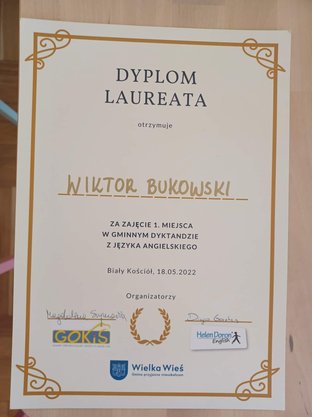 DYPLOM
LAUREATA
otrzymuje
WIKTOR BUKOWSKI
ZA ZAJĘCIE 1. MIEJSCA
W GMINNYM DYKTANDZIE
Z JĘZYKA ANGIELSKIEGO
Biały Kościół, 18.05.2022
Organizatorzy
GOKiS
Helen Doron
English
Wielka Wieś